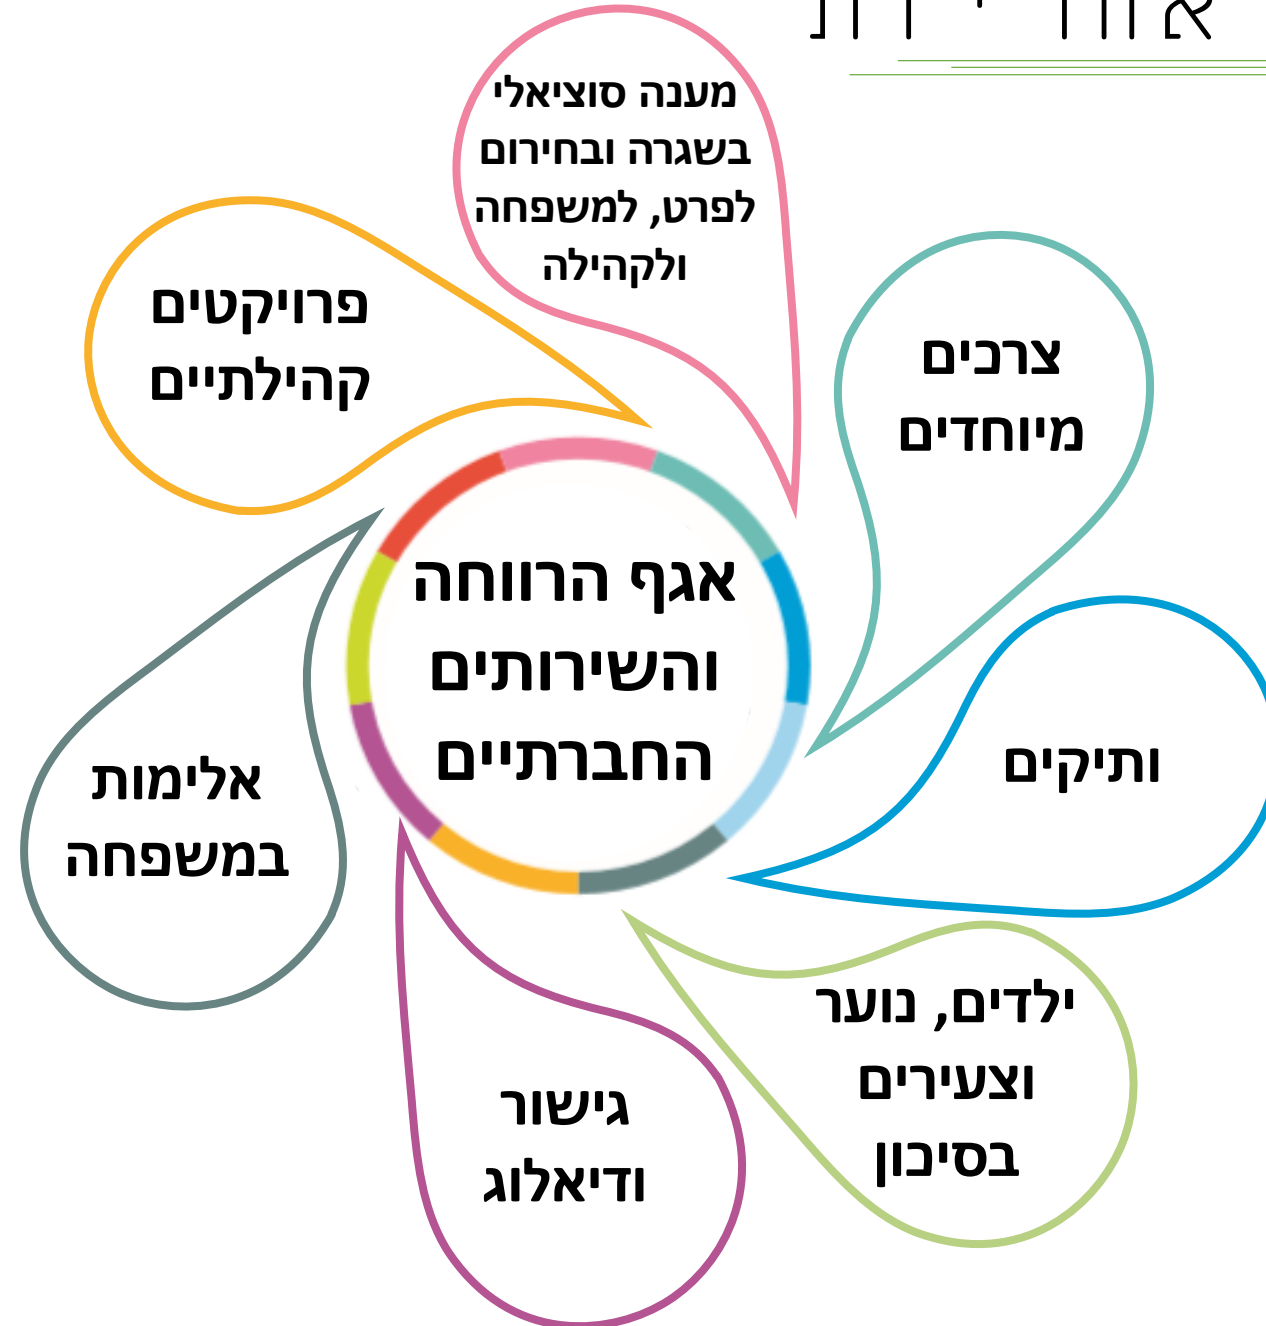 מענה סוציאלי
בשגרה ובחירום
לפרט, למשפחה
ולקהילה
צרכים
מיוחדים
ותיקים
ילדים, נוער
וצעירים
בסיכון
גישור
ודיאלוג
אלימות
במשפחה
פרויקטים
קהילתיים
אגף הרווחה
והשירותים
החברתיים